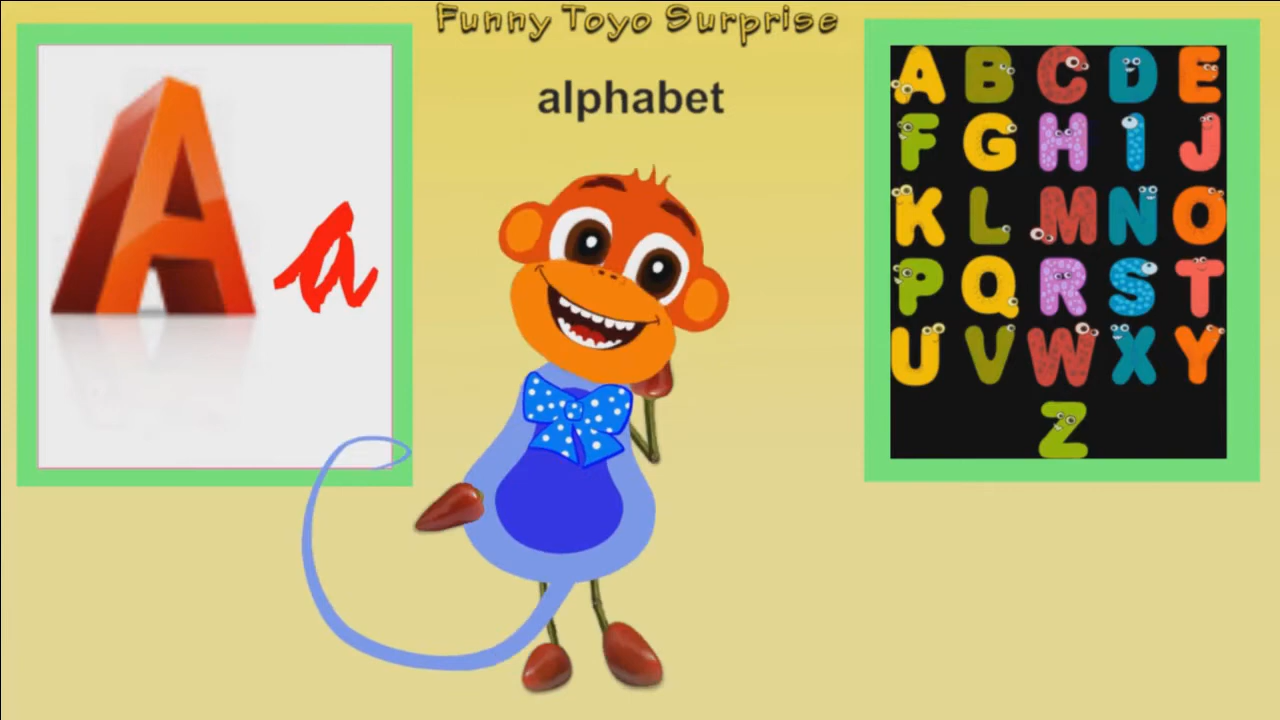 Funny Toyo Surprise
alphabet
A a
A B C D E
F G H I J
K L M N O
P Q R S T
U V W X Y
Z